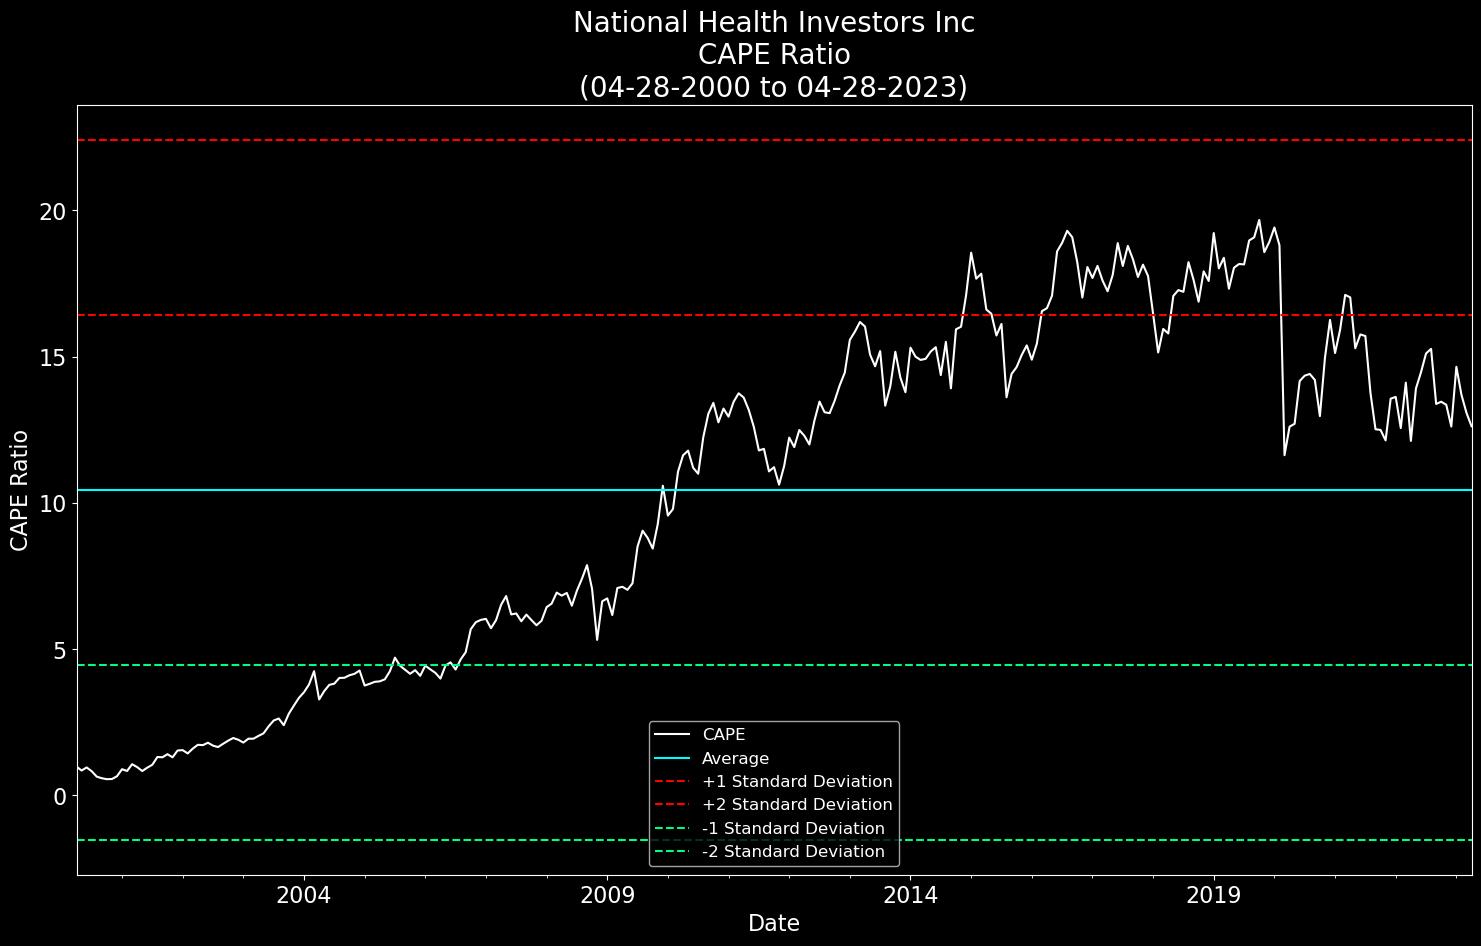 National Health Investors Inc
CAPE Ratio
(04-28-2000 to 04-28-2023)
CAPE Ratio
20
15
10
5
0
CAPE
Average
+1 Standard Deviation
+2 Standard Deviation
-1 Standard Deviation
-2 Standard Deviation
2004
2009
2014
2019
Date